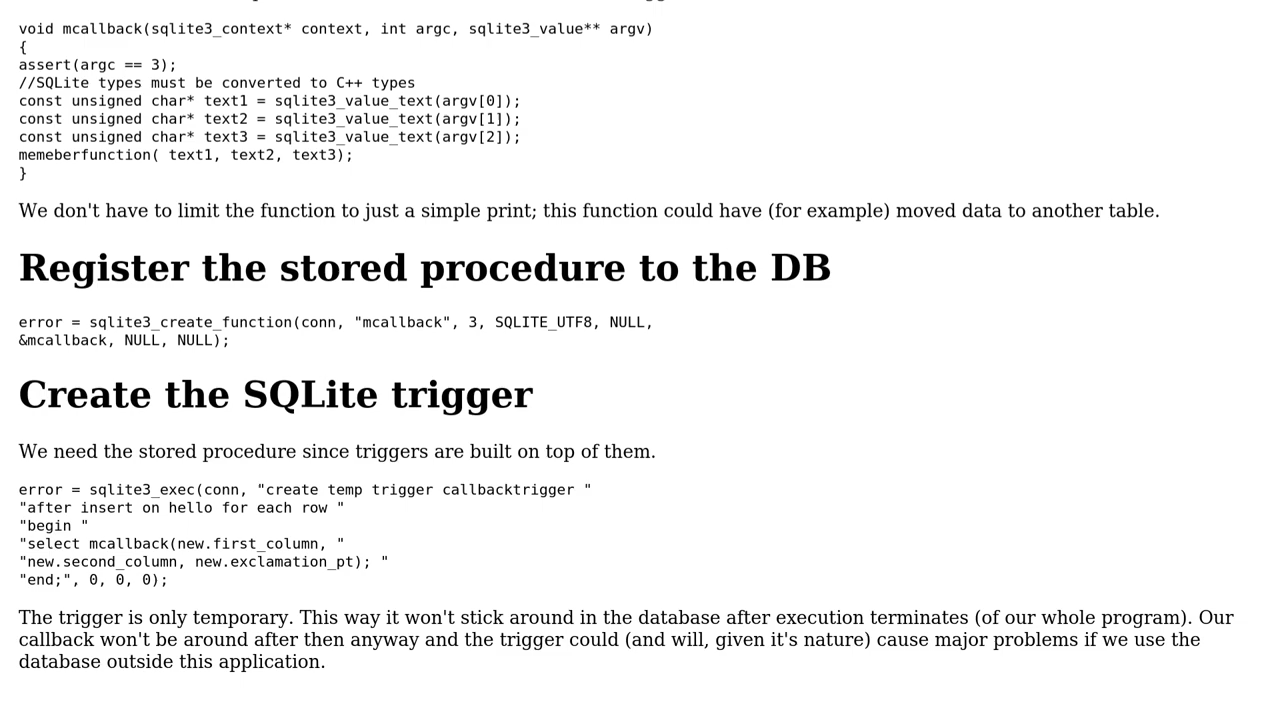 void mcallback(sqlite3_context* context, int argc, sqlite3_value** argv)
{
assert(argc == 3);
//SQLite types must be converted to C++ types
const unsigned char* text1 = sqlite3_value_text(argv[0]);
const unsigned char* text2 = sqlite3_value_text(argv[1]);
const unsigned char* text3 = sqlite3_value_text(argv[2]);
memeberfunction( text1, text2, text3);
}
We don't have to limit the function to just a simple print; this function could have (for example) moved data to another table.
Register the stored procedure to the DB
error = sqlite3_create_function(conn, "mcallback", 3, SQLITE_UTF8, NULL,
&mcallback, NULL, NULL);
Create the SQLite trigger
We need the stored procedure since triggers are built on top of them.
error = sqlite3_exec(conn, "create temp trigger callbacktrigger "
"after insert on hello for each row "
"begin "
"select mcallback(new.first_column, "
"new.second_column, new.exclamation_pt); "
"end;", 0, 0, 0);
The trigger is only temporary. This way it won't stick around in the database after execution terminates (of our whole program). Our
callback won't be around after then anyway and the trigger could (and will, given it's nature) cause major problems if we use the
database outside this application.